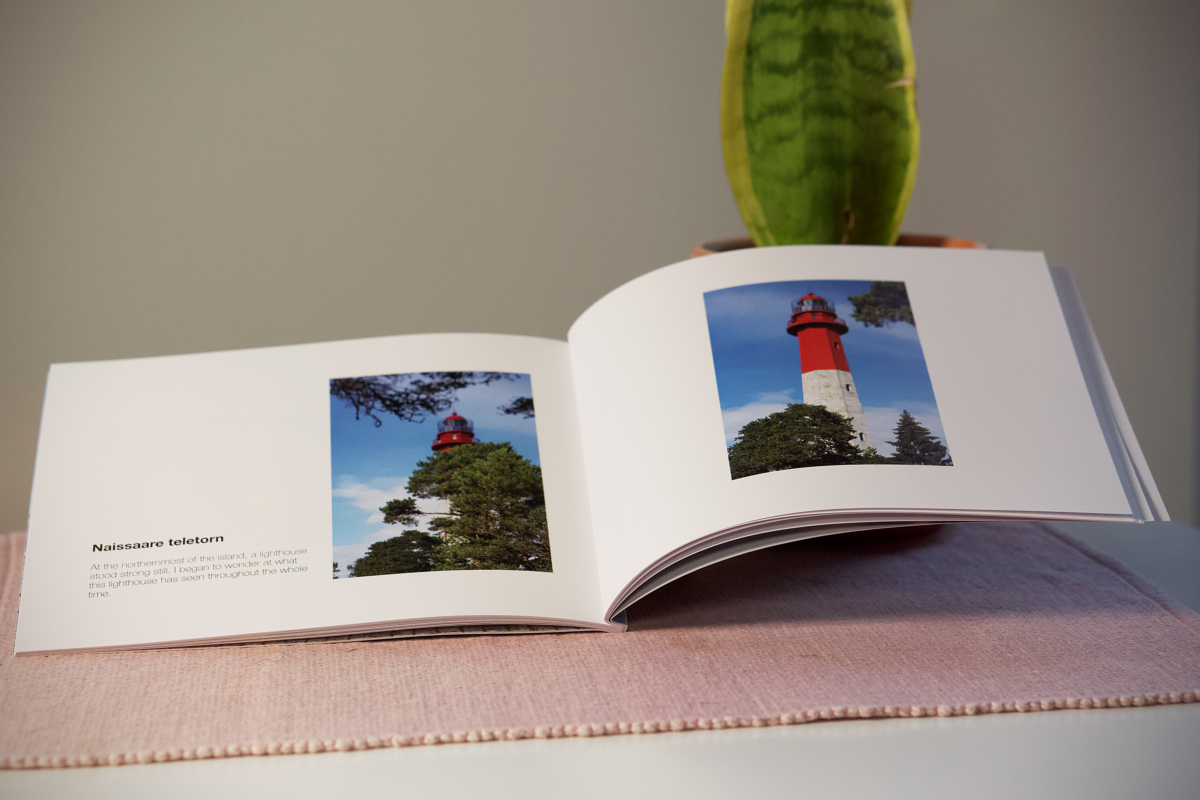 Naissaare teletorn
At the northernmost of the island, a lighthouse
stood strong still. I began to wonder at what
this lighthouse has seen throughout the whole
time.